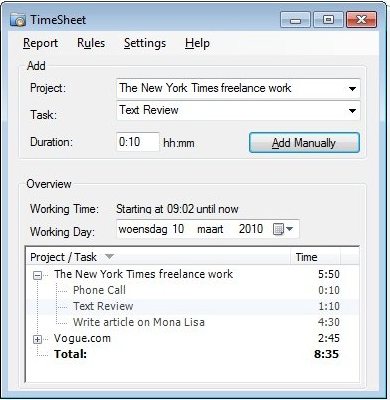 TimeSheet
Report Rules Settings Help
Add
Project: The New York Times freelance work
Task: Text Review
Duration: 0:10 hh:mm Add Manually
Overview
Working Time: Starting at 09:02 until now
Working Day: woensdag 10 maart 2010
Project / Task Time
The New York Times freelance work 5:50
Phone Call 0:10
Text Review 1:10
Write article on Mona Lisa 4:30
Vogue.com 2:45
Total: 8:35